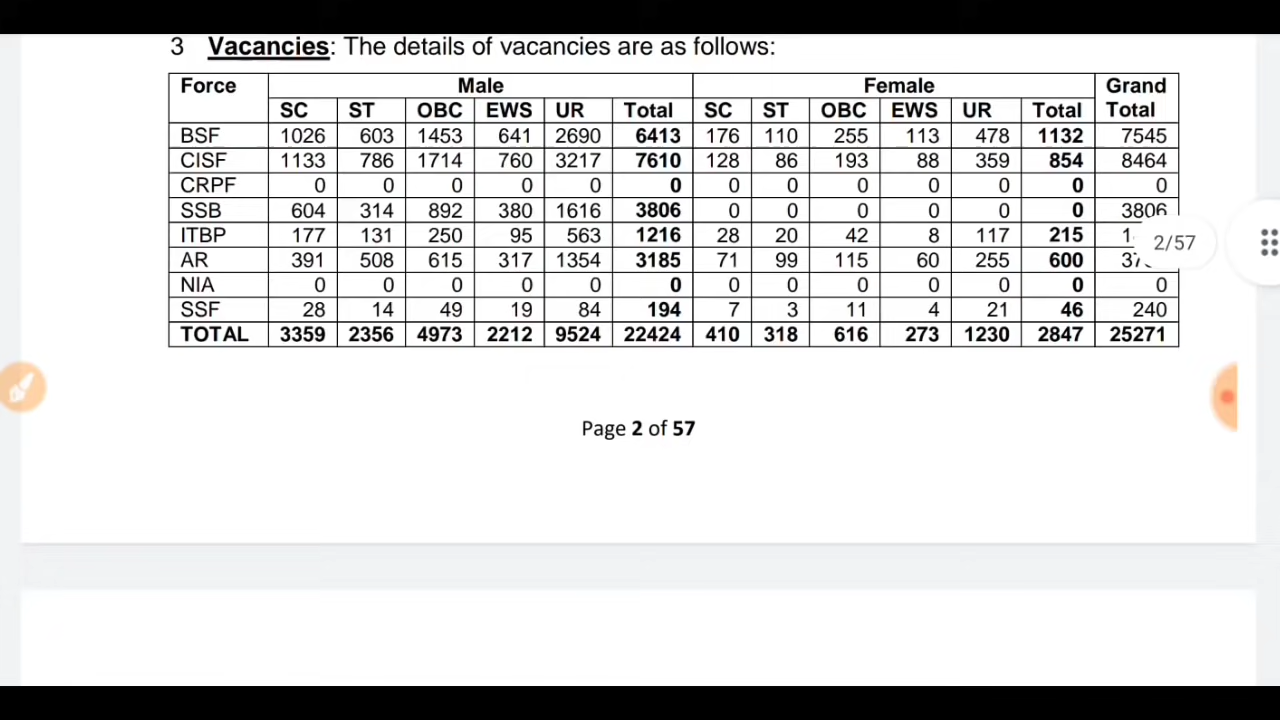 3 Vacancies: The details of vacancies are as follows:
Force Male Female Grand Total
SC ST OBC EWS UR Total SC ST OBC EWS UR Total
BSF 1026 603 1453 641 2690 6413 176 110 255 113 478 1132 7545
CISF 1133 786 1714 760 3217 7610 128 86 193 88 359 854 8464
CRPF 0 0 0 0 0 0 0 0 0 0 0 0 0
SSB 604 314 892 380 1616 3806 0 0 0 0 0 0 3806
ITBP 177 131 250 95 563 1216 28 20 42 8 117 215
2/57
AR 391 508 615 317 1354 3185 71 99 115 60 255 600
NIA 0 0 0 0 0 0 0 0 0 0 0 0 0
SSF 28 14 49 19 84 194 7 3 11 4 21 46 240
TOTAL 3359 2356 4973 2212 9524 22424 410 318 616 273 1230 2847 25271
Page 2 of 57